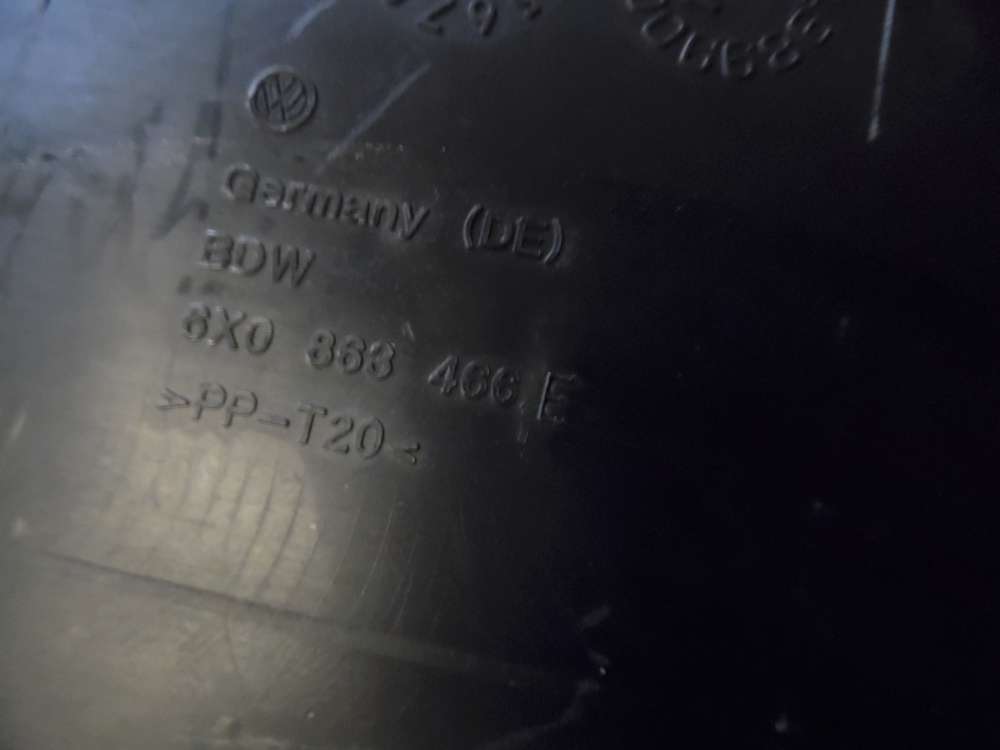 Germany (DE)
BDW
6X0 863 466 E
>PP-T20<